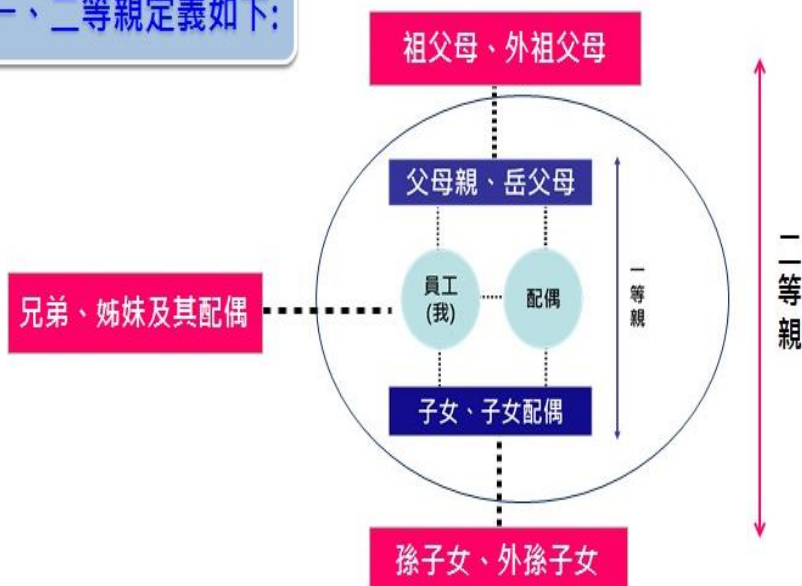 一、二等親定義如下:
祖父母、外祖父母
父母親、岳父母
員工
(我)
配偶
一等親
二等親
兄弟、姊妹及其配偶
子女、子女配偶
孫子女、外孫子女